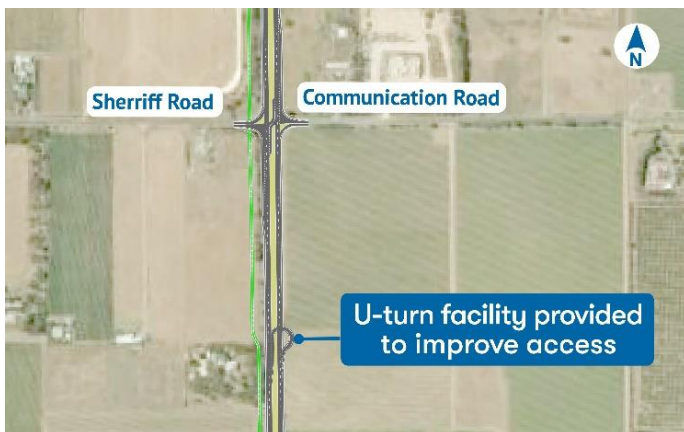 N
Sherriff Road
Communication Road
U-turn facility provided
to improve access